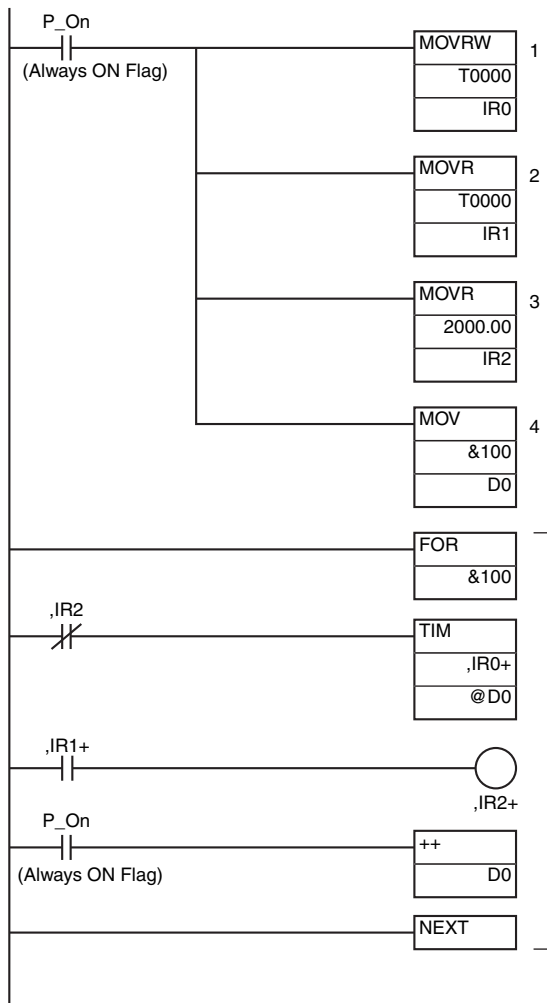 P_On
(Always ON Flag)
MOVRW 1
T0000
IR0
MOVR 2
T0000
IR1
MOVR 3
2000.00
IR2
MOV 4
&100
D0
FOR
&100
,IR2
TIM
,IR0+
@D0
,IR1+
,IR2+
P_On
(Always ON Flag)
++
D0
NEXT